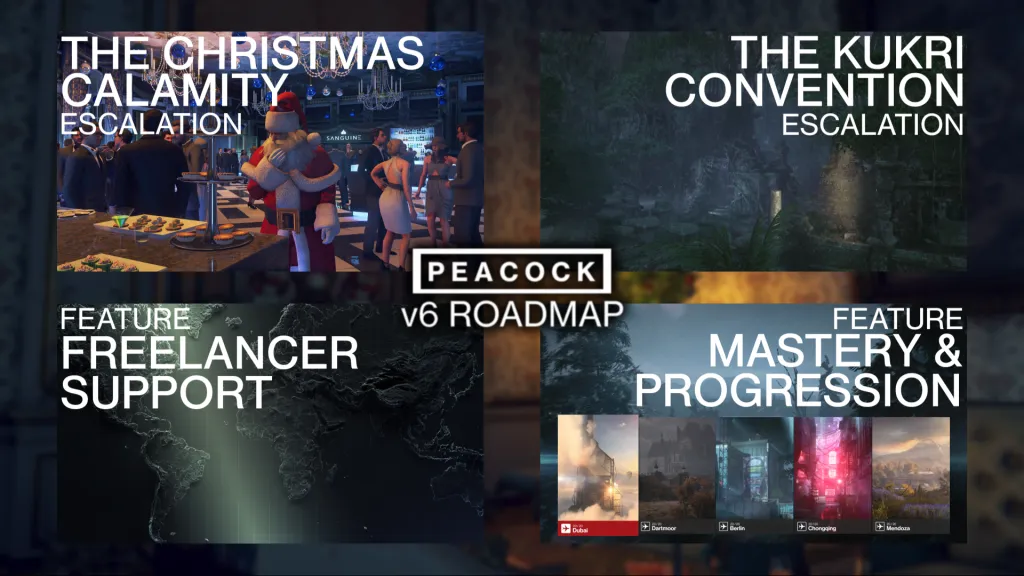 THE CHRISTMAS
CALAMITY
ESCALATION
SANGUINE
THE KUKRI
CONVENTION
ESCALATION
PEACOCK
v6 ROADMAP
FEATURE
FREELANCER
SUPPORT
FEATURE
MASTERY &
PROGRESSION
Dubai
Dartmoor
Berlin
Chongqing
Mendoza